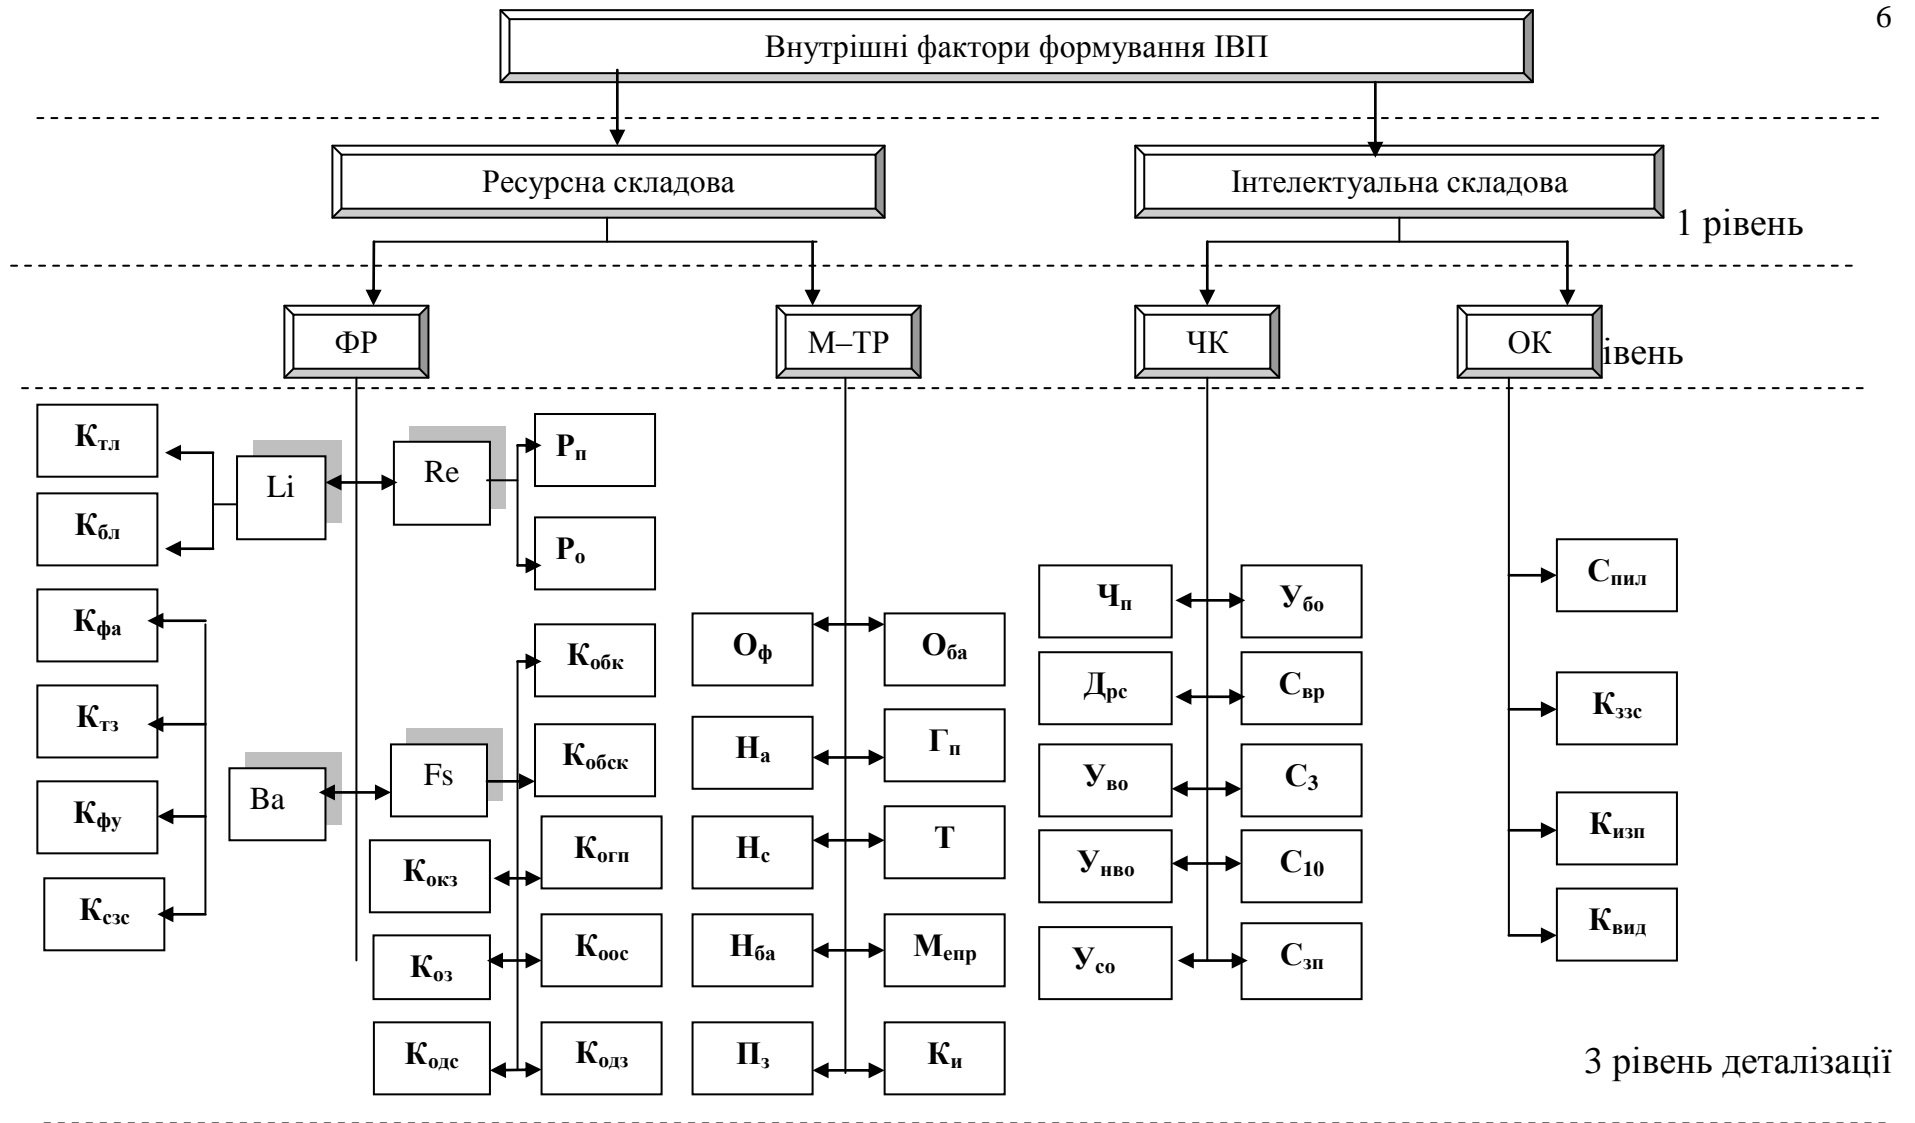 6
Внутрішні фактори формування ІВП
Ресурсна складова
Інтелектуальна складова
1 рівень
ФР
М–ТР
ЧК
ОК
івень
Ктл
Li
Re
Рп
Кбл
Ро
Спил
Чп
Убо
Кфа
Кобк
Оф
Оба
Дрс
Свр
Кззс
Ктз
Кобск
На
Гп
Уво
С3
Ba
Fs
Кфу
Когп
Нс
Т
Унво
С10
Кизп
Кокз
Ксзс
Квид
Коз
Коос
Нба
Мепр
Усо
Сзп
Кодс
Кодз
Пз
Ки
3 рівень деталізації